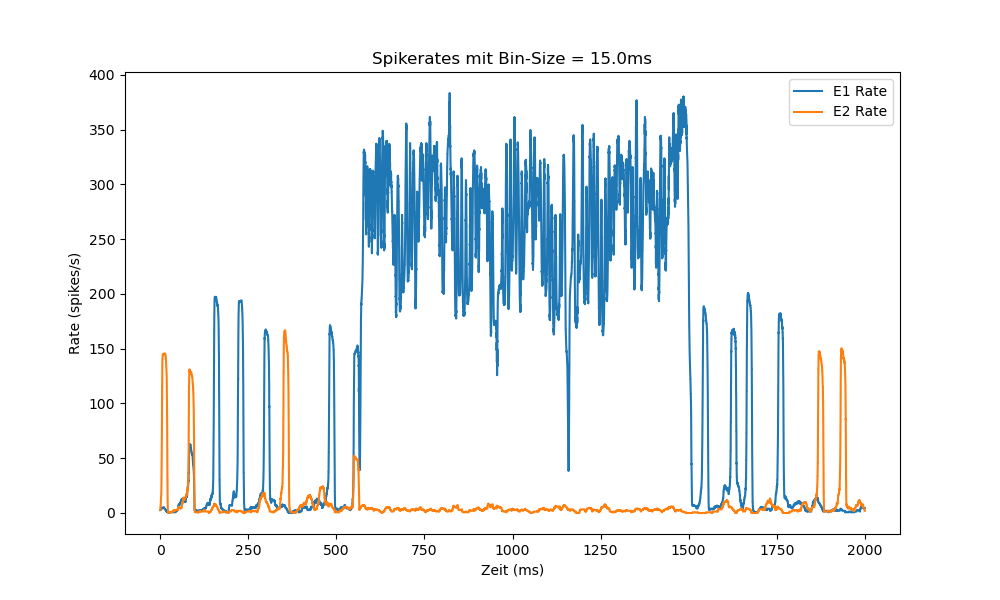 Spikerates mit Bin-Size = 15.0ms
E1 Rate
E2 Rate
Rate (spikes/s)
400
350
300
250
200
150
100
50
0
0 250 500 750 1000 1250 1500 1750 2000
Zeit (ms)